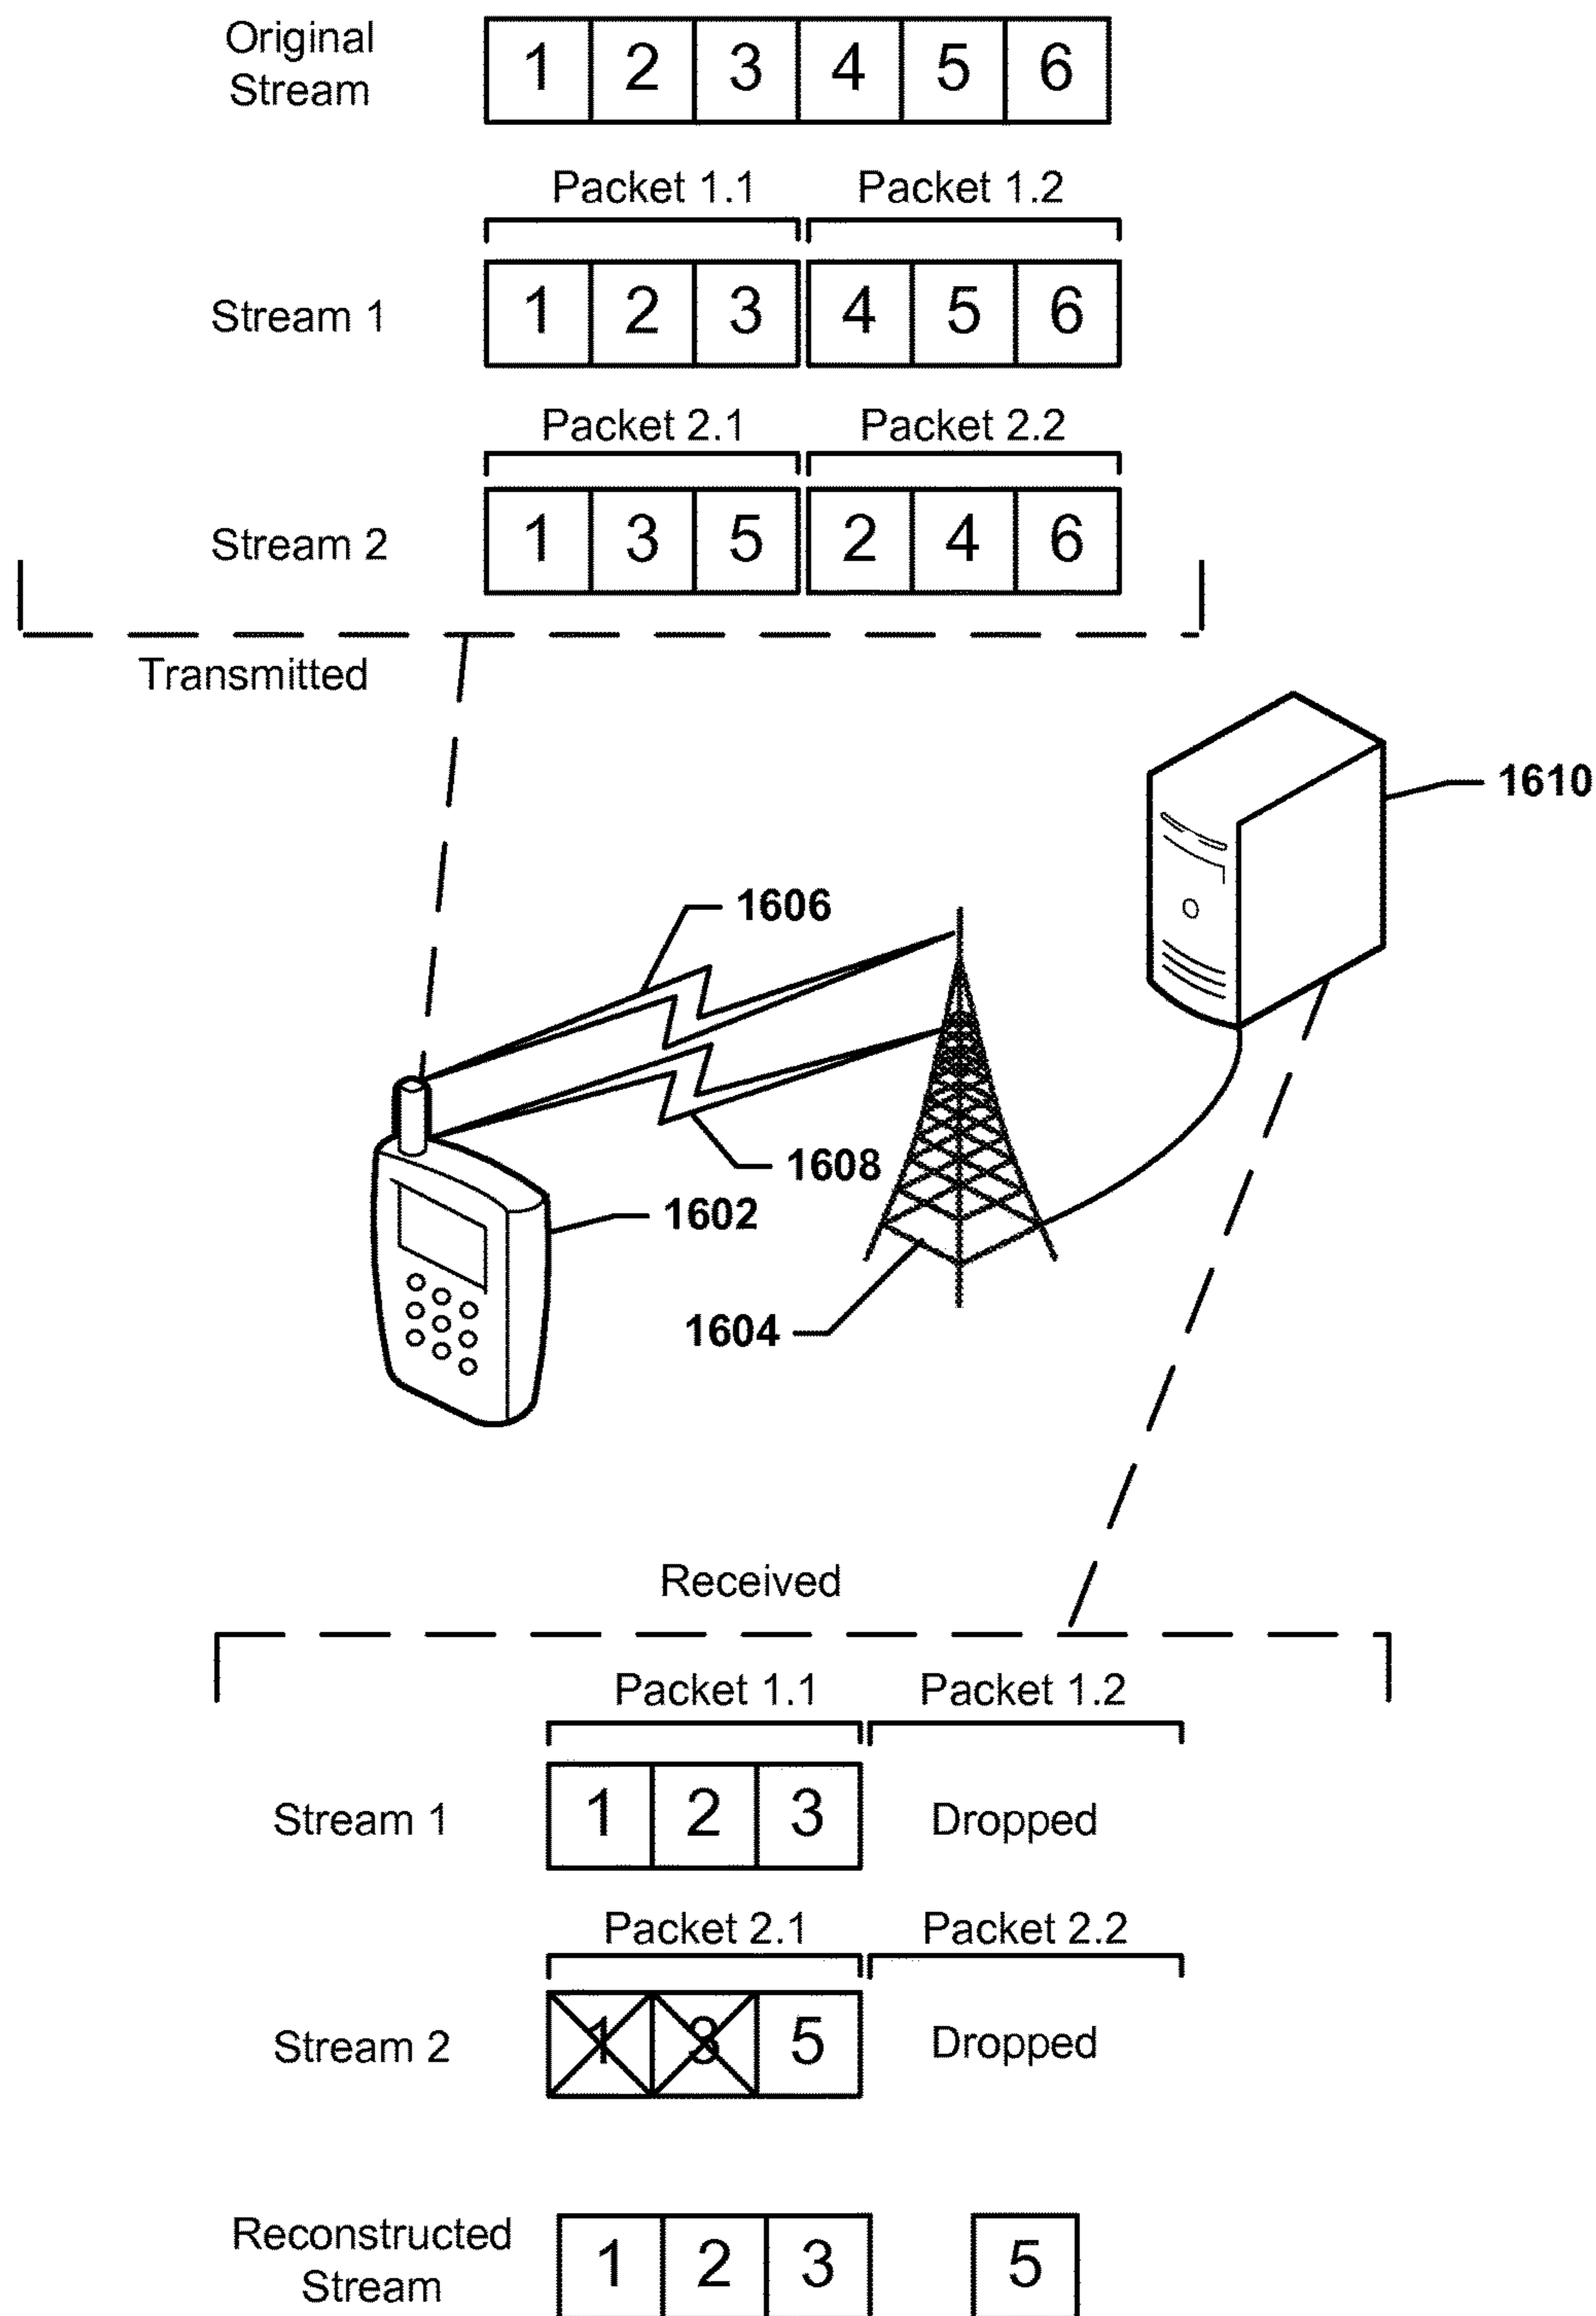 Original
Stream
1 2 3 4 5 6
Packet 1.1 Packet 1.2
Stream 1 1 2 3 4 5 6
Packet 2.1 Packet 2.2
Stream 2 1 3 5 2 4 6
Transmitted
1610
1606
1608
1602
1604
Received
Packet 1.1 Packet 1.2
Stream 1 1 2 3 Dropped
Packet 2.1 Packet 2.2
Stream 2 1 3 5 Dropped
Reconstructed
Stream
1 2 3 5